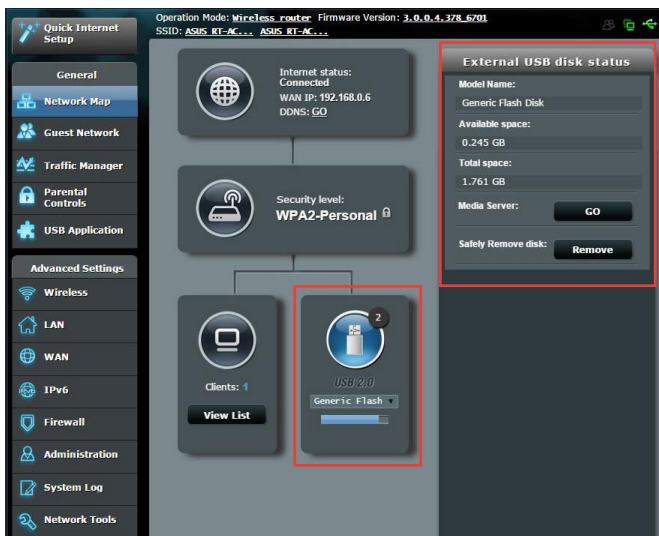 Quick Internet
Setup
Operation Mode: Wireless router Firmware Version: 3.0.0.4.378_6701
SSID: ASUS RT-AC... ASUS RT-AC...
General
Network Map
Guest Network
Traffic Manager
Parental
Controls
USB Application
Advanced Settings
Wireless
LAN
WAN
IPv6
Firewall
Administration
System Log
Network Tools
Internet status:
Connected
WAN IP: 192.168.0.6
DDNS: GO
Security level:
WPA2-Personal
Clients: 1
View List
2
USB 2.0
Generic Flash
External USB disk status
Model Name:
Generic Flash Disk
Available space:
0.245 GB
Total space:
1.761 GB
Media Server:
GO
Safely Remove disk:
Remove